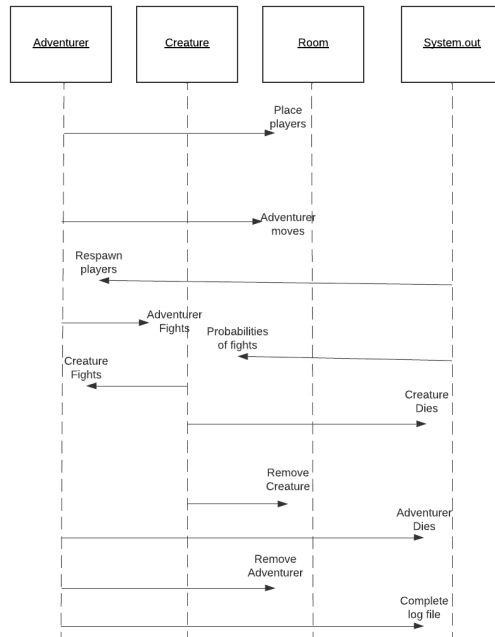 Adventurer
Creature
Room
System.out
Place
players
Adventurer
moves
Respawn
players
Adventurer
Fights
Probabilities
of fights
Creature
Fights
Creature
Dies
Remove
Creature
Adventurer
Dies
Remove
Adventurer
Complete
log file